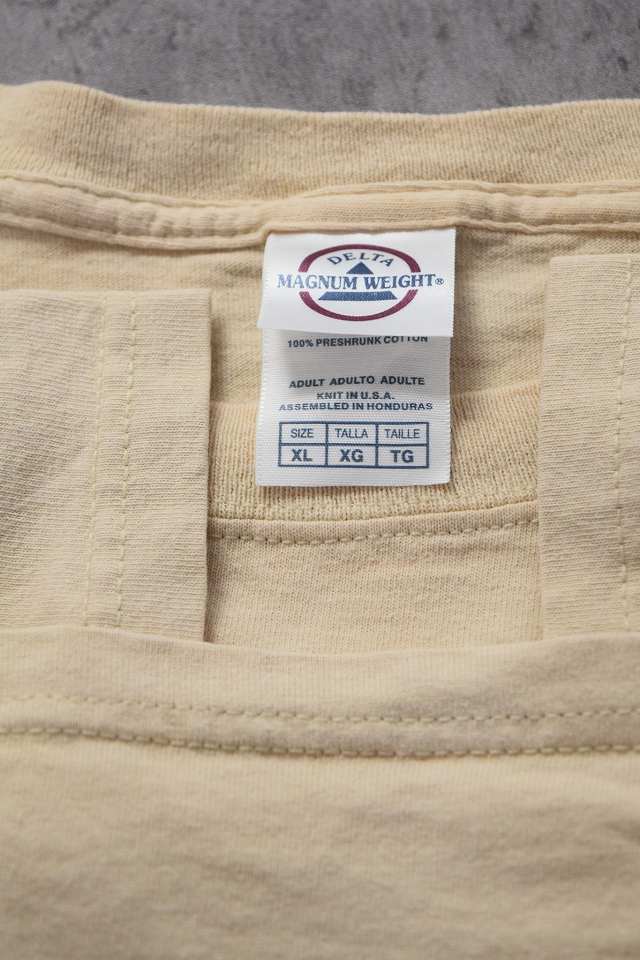 DELTA
MAGNUM WEIGHT®
100% PRESHRUNK COTTON
ADULT ADULTO ADULTE
KNIT IN U.S.A.
ASSEMBLED IN HONDURAS
SIZE TALLA TAILLE
XL XG TG